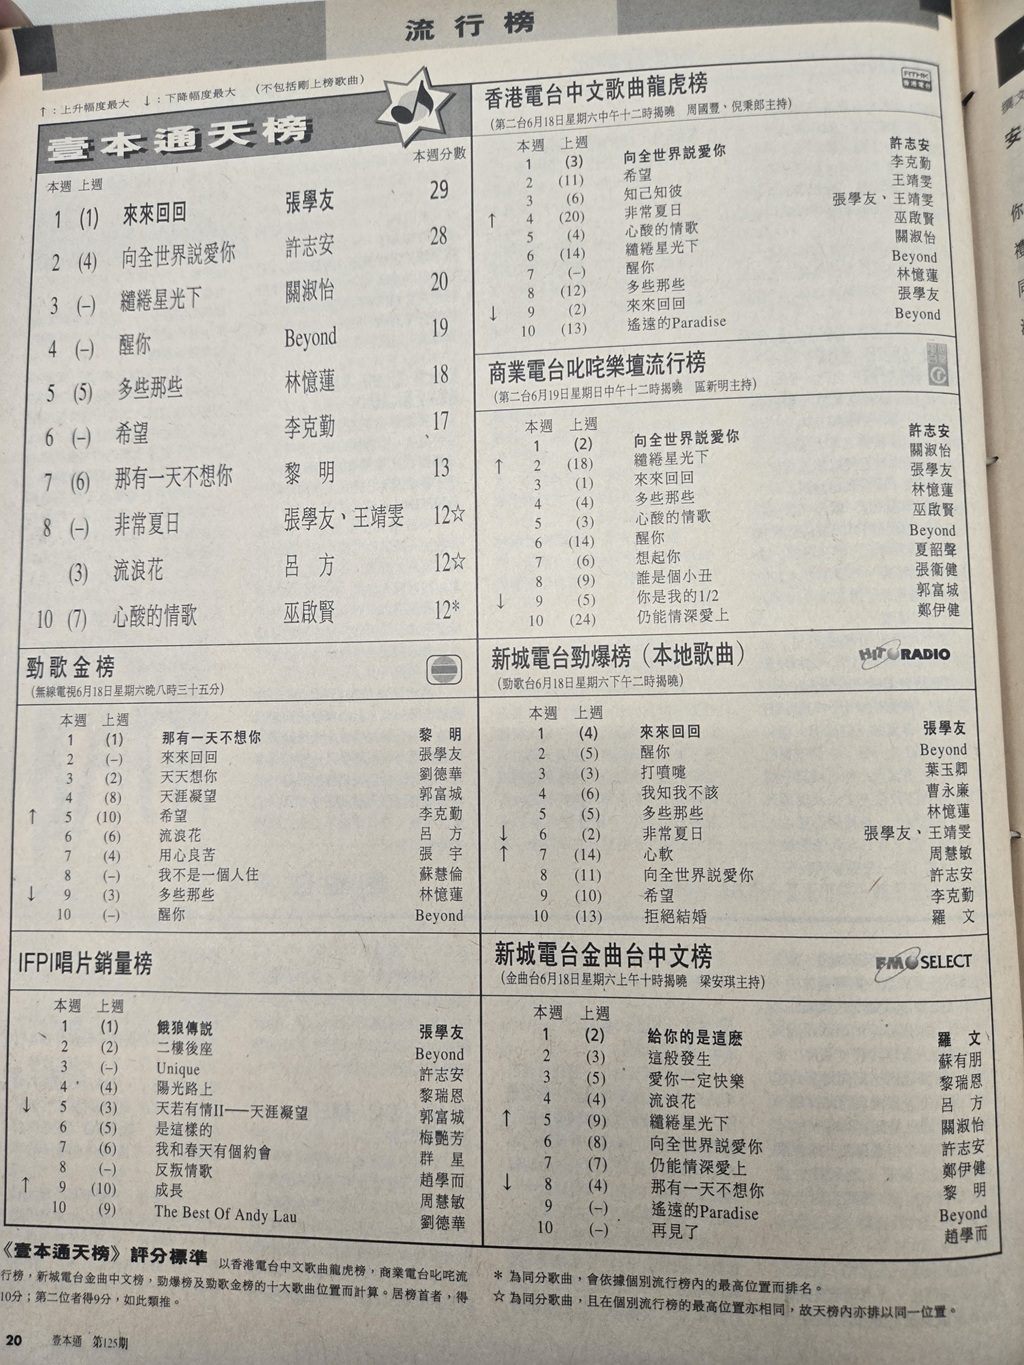 流行榜
↑：上升幅度最大　↓：下降幅度最大　（不包括剛上榜歌曲）
壹本通天榜
本週分數
本週 上週
1 (1) 來來回回 張學友 29
2 (4) 向全世界説愛你 許志安 28
3 (–) 繾綣星光下 關淑怡 20
4 (–) 醒你 Beyond 19
5 (5) 多些那些 林憶蓮 18
6 (–) 希望 李克勤 17
7 (6) 那有一天不想你 黎　明 13
8 (–) 非常夏日 張學友、王靖雯 12☆
(3) 流浪花 呂　方 12☆
10 (7) 心酸的情歌 巫啟賢 12*
勁歌金榜
（無線電視6月18日星期六晚八時三十五分）
本週 上週
1 (1) 那有一天不想你 黎　明
2 (–) 來來回回 張學友
3 (2) 天天想你 劉德華
4 (8) 天涯凝望 郭富城
↑ 5 (10) 希望 李克勤
6 (6) 流浪花 呂　方
7 (4) 用心良苦 張　宇
8 (–) 我不是一個人住 蘇慧倫
↓ 9 (3) 多些那些 林憶蓮
10 (–) 醒你 Beyond
IFPI唱片銷量榜
本週 上週
1 (1) 餓狼傳説 張學友
2 (2) 二樓後座 Beyond
3 (–) Unique 許志安
4 (4) 陽光路上 黎瑞恩
↓ 5 (3) 天若有情II——天涯凝望 郭富城
6 (5) 是這樣的 梅艷芳
7 (6) 我和春天有個約會 群　星
8 (–) 反叛情歌 趙學而
↑ 9 (10) 成長 周慧敏
10 (9) The Best Of Andy Lau 劉德華
香港電台中文歌曲龍虎榜
RTHK
香港電台
（第二台6月18日星期六中午十二時揭曉　周國豐、倪秉郎主持）
本週 上週
1 (3) 向全世界説愛你 許志安
2 (11) 希望 李克勤
3 (6) 知己知彼 王靖雯
↑ 4 (20) 非常夏日 張學友、王靖雯
5 (4) 心酸的情歌 巫啟賢
6 (14) 繾綣星光下 關淑怡
7 (–) 醒你 Beyond
8 (12) 多些那些 林憶蓮
↓ 9 (2) 來來回回 張學友
10 (13) 遙遠的Paradise Beyond
商業電台叱咤樂壇流行榜
（第二台6月19日星期日中午十二時揭曉　區新明主持）
本週 上週
1 (2) 向全世界説愛你 許志安
↑ 2 (18) 繾綣星光下 關淑怡
3 (1) 來來回回 張學友
4 (4) 多些那些 林憶蓮
5 (3) 心酸的情歌 巫啟賢
6 (14) 醒你 Beyond
7 (6) 想起你 夏韶聲
8 (9) 誰是個小丑 張衛健
↓ 9 (5) 你是我的1/2 郭富城
10 (24) 仍能情深愛上 鄭伊健
新城電台勁爆榜（本地歌曲）
HIT RADIO
（勁歌台6月18日星期六下午二時揭曉）
本週 上週
1 (4) 來來回回 張學友
2 (5) 醒你 Beyond
3 (3) 打噴嚏 葉玉卿
4 (6) 我知我不該 曹永廉
5 (5) 多些那些 林憶蓮
↓ 6 (2) 非常夏日 張學友、王靖雯
↑ 7 (14) 心軟 周慧敏
8 (11) 向全世界説愛你 許志安
9 (10) 希望 李克勤
10 (13) 拒絕結婚 羅　文
新城電台金曲台中文榜
FM SELECT
（金曲台6月18日星期六上午十時揭曉　梁安琪主持）
本週 上週
1 (2) 給你的是這麽 羅　文
2 (3) 這般發生 蘇有朋
3 (5) 愛你一定快樂 黎瑞恩
4 (4) 流浪花 呂　方
↑ 5 (9) 繾綣星光下 關淑怡
6 (8) 向全世界説愛你 許志安
7 (7) 仍能情深愛上 鄭伊健
↓ 8 (4) 那有一天不想你 黎　明
9 (–) 遙遠的Paradise Beyond
10 (–) 再見了 趙學而
《壹本通天榜》評分標準　以香港電台中文歌曲龍虎榜，商業電台叱咤流
行榜，新城電台金曲中文榜，勁爆榜及勁歌金榜的十大歌曲位置而計算。居榜首者，得
10分；第二位者得9分，如此類推。
＊ 為同分歌曲，會依據個別流行榜內的最高位置而排名。
☆ 為同分歌曲，且在個別流行榜的最高位置亦相同，故天榜內亦排以同一位置。
20　壹本通　第125期